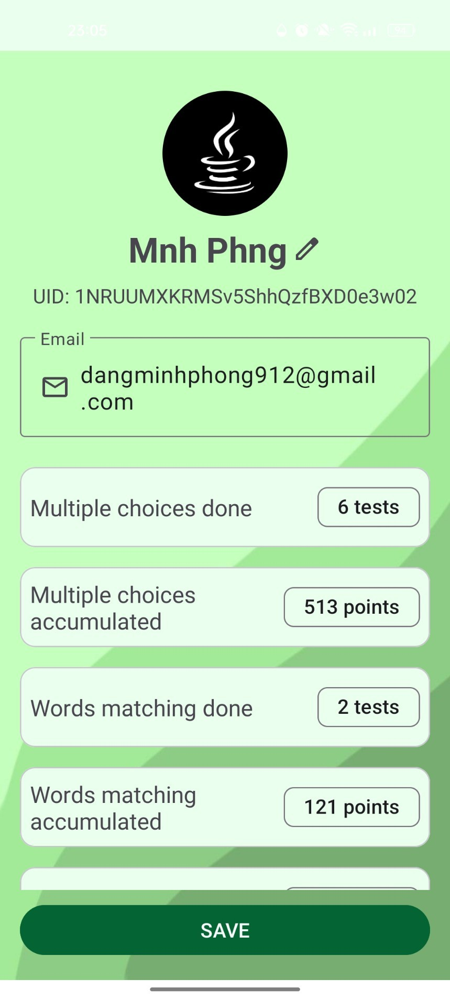 23:05
94
Mnh Phng
UID: 1NRUUMXKRMSv5ShhQzfBXD0e3w02
Email
dangminhphong912@gmail
.com
Multiple choices done
6 tests
Multiple choices
accumulated
513 points
Words matching done
2 tests
Words matching
accumulated
121 points
SAVE